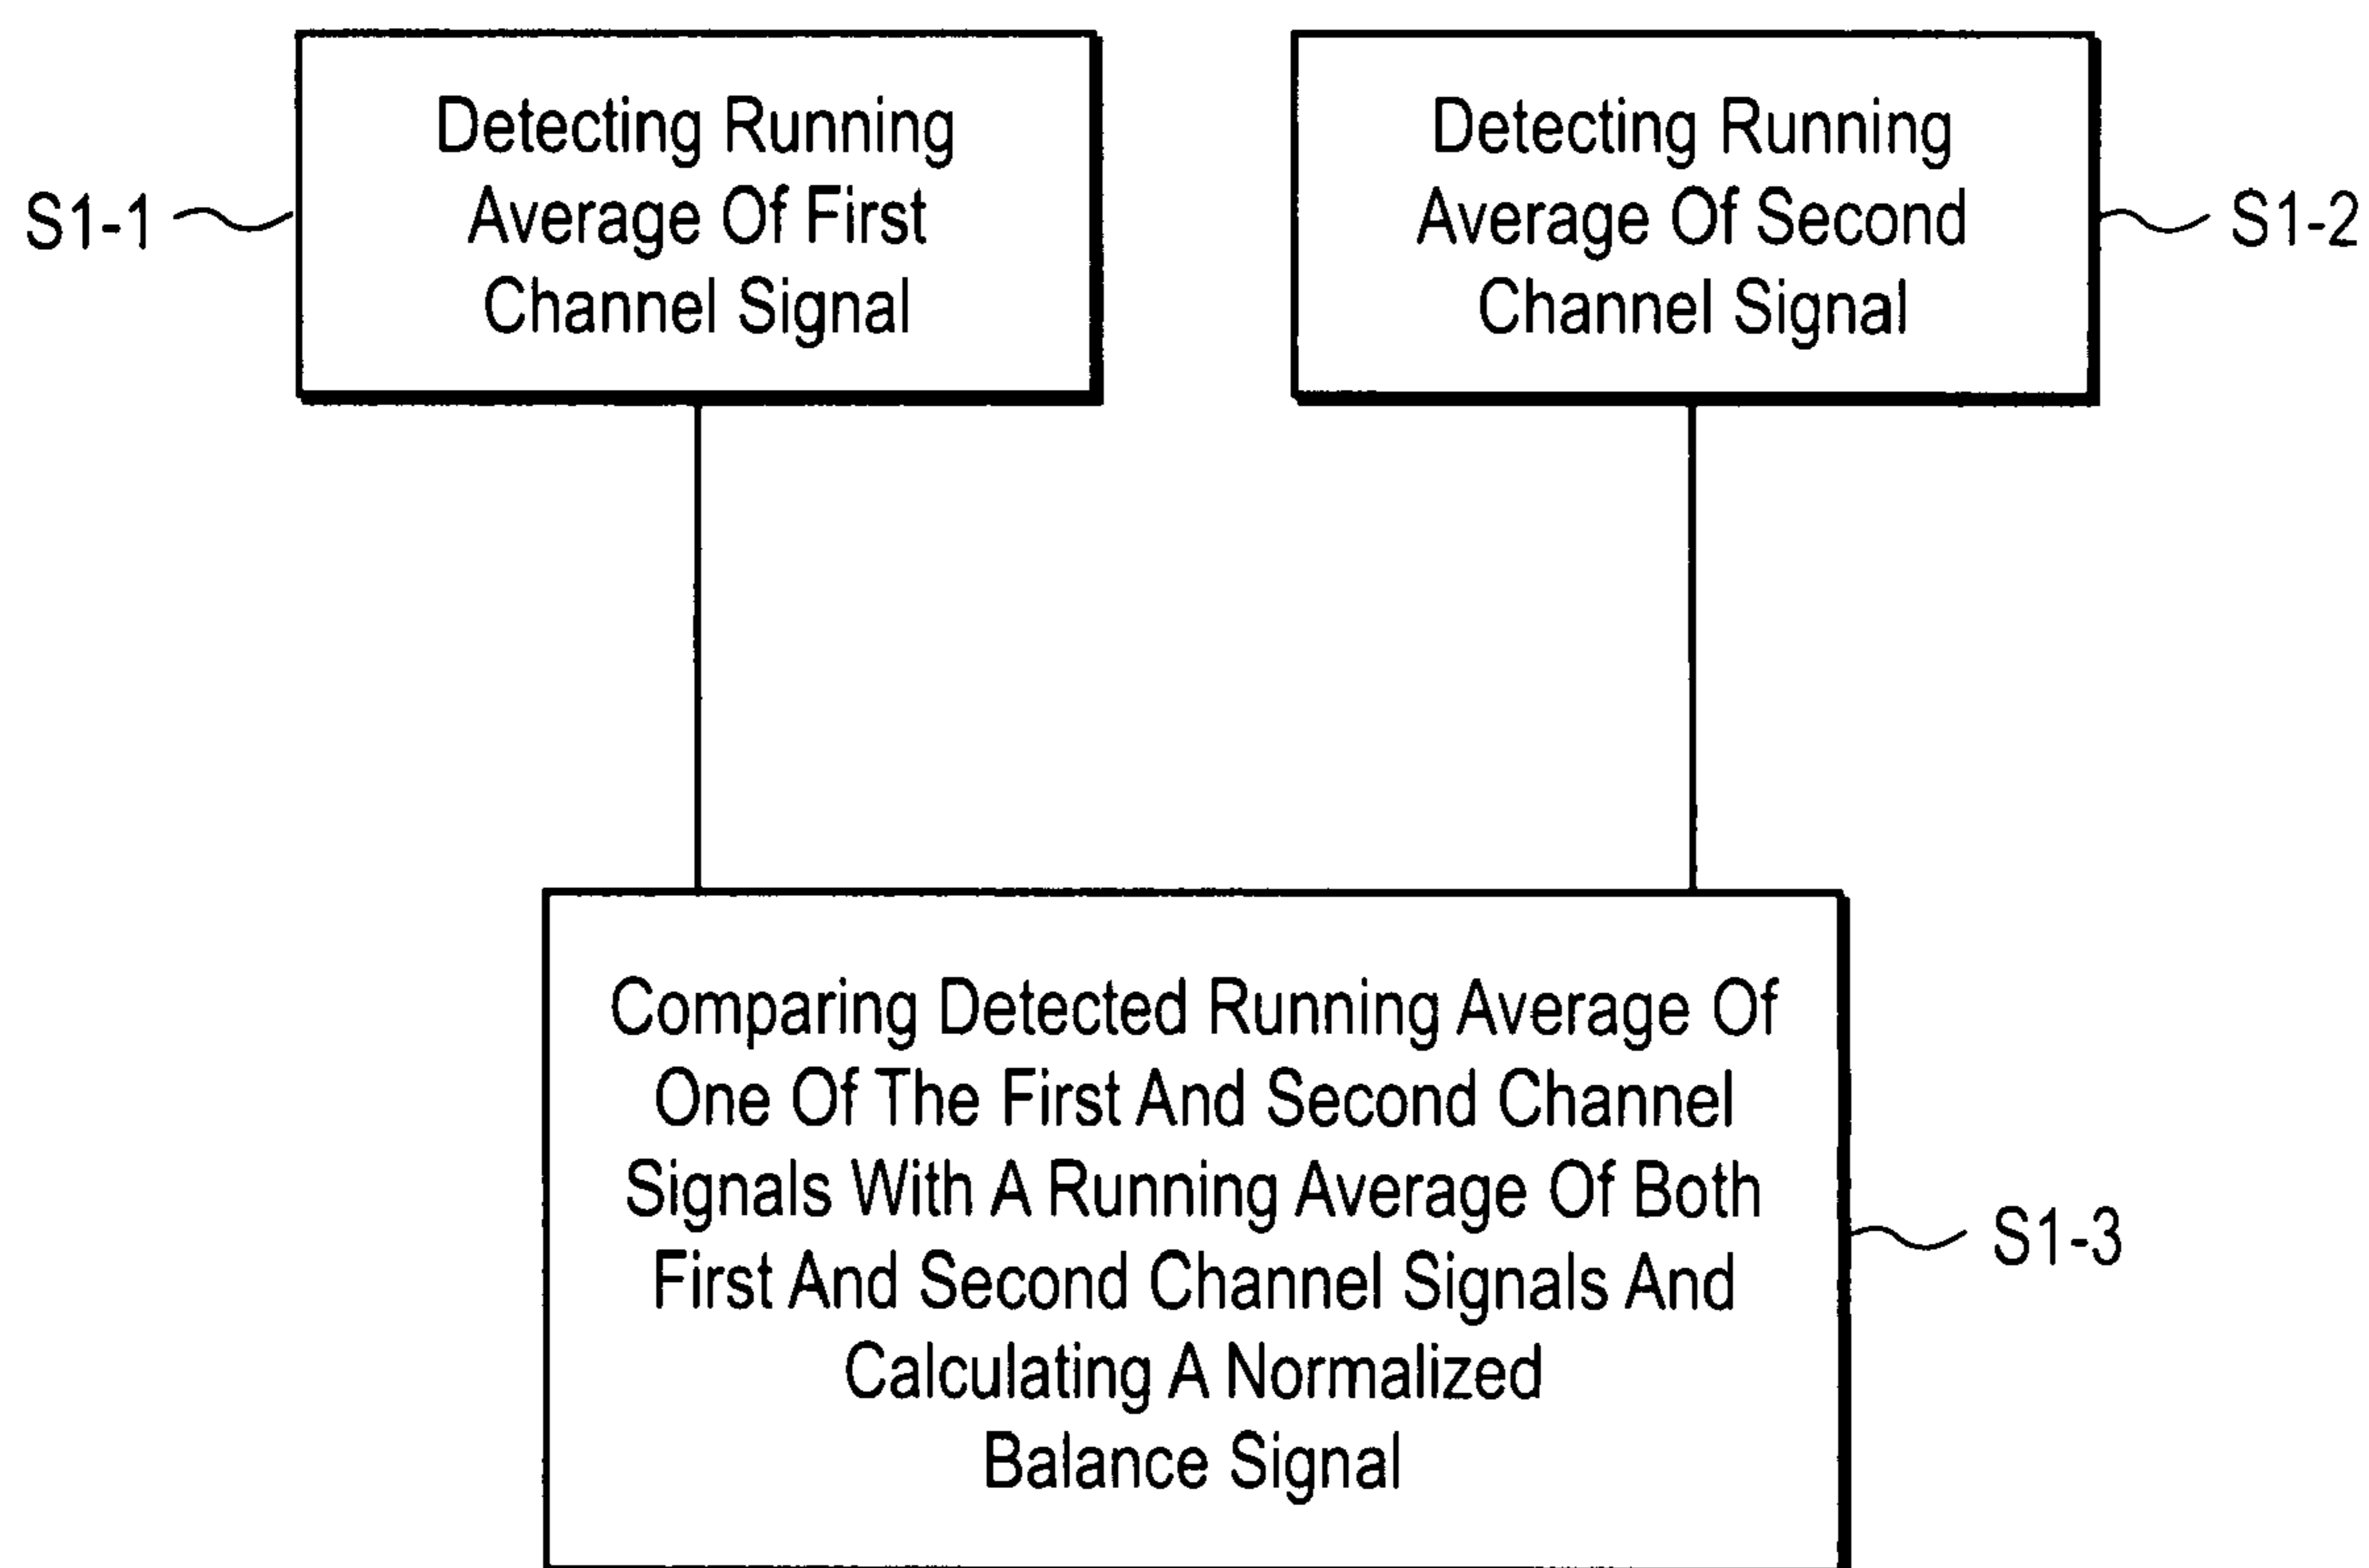 S1-1
Detecting Running
Average Of First
Channel Signal
Detecting Running
Average Of Second
Channel Signal
S1-2
Comparing Detected Running Average Of
One Of The First And Second Channel
Signals With A Running Average Of Both
First And Second Channel Signals And
Calculating A Normalized
Balance Signal
S1-3